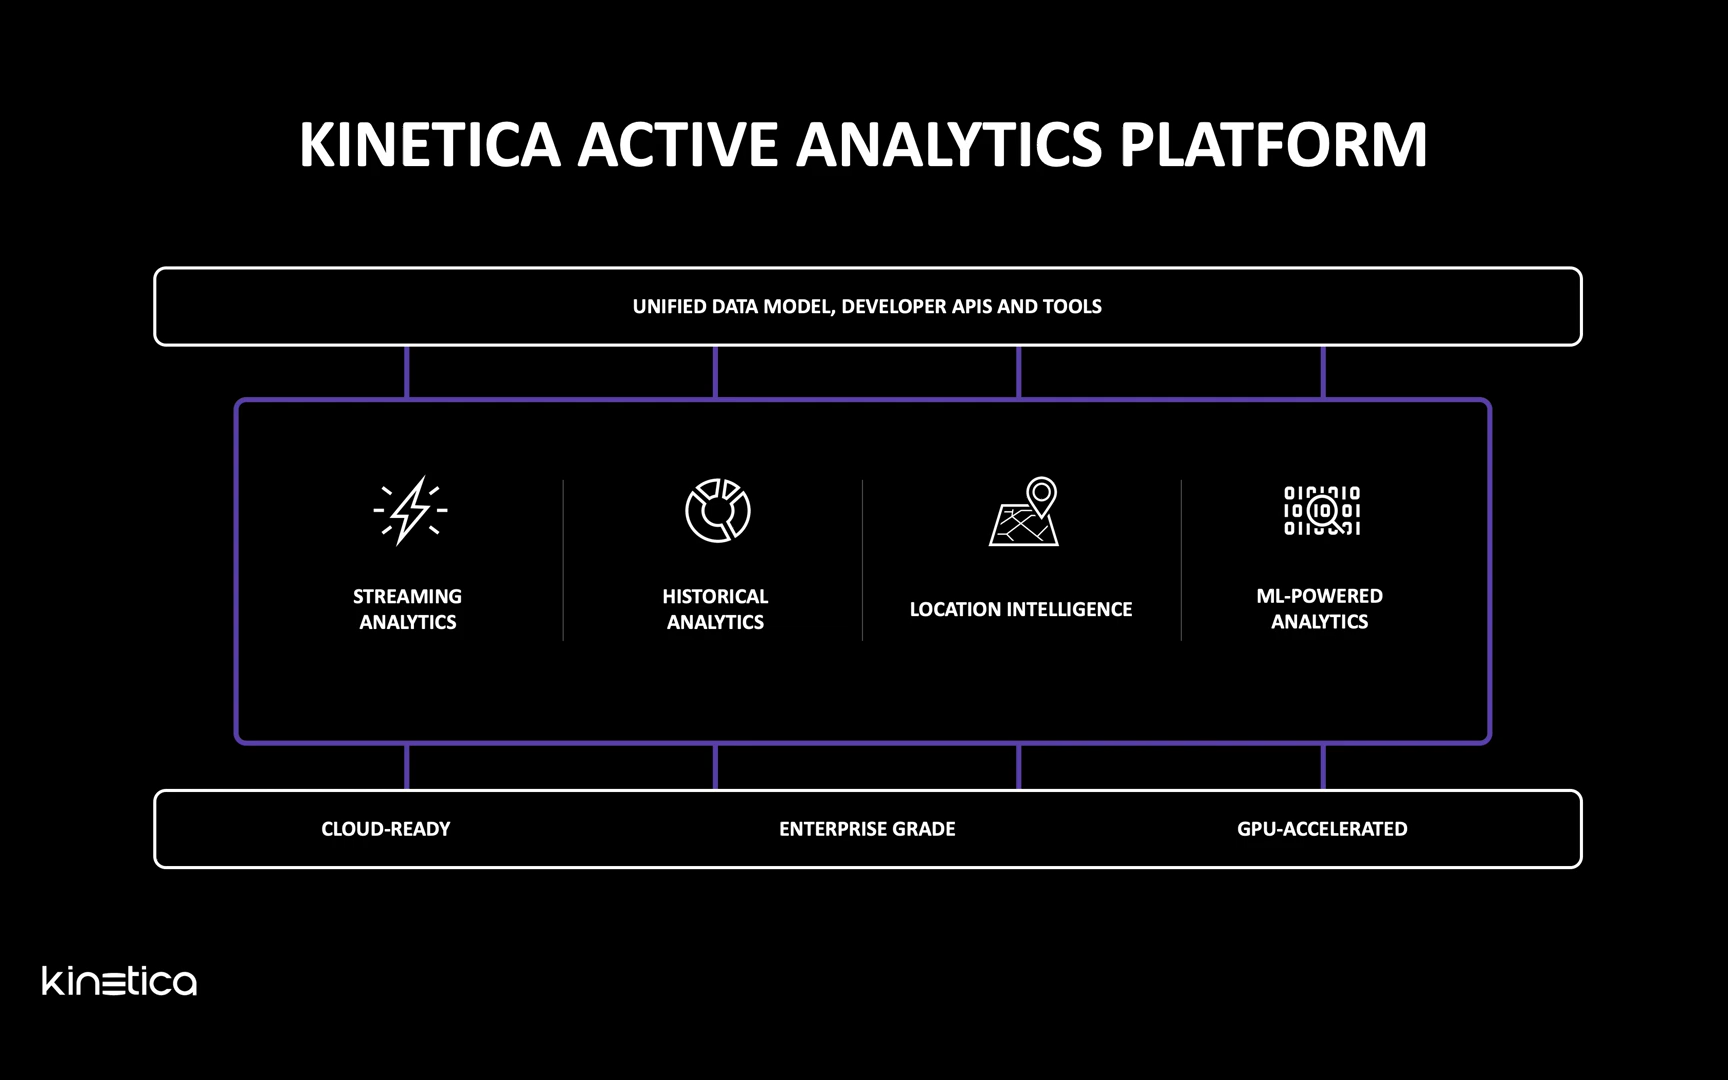 KINETICA ACTIVE ANALYTICS PLATFORM
UNIFIED DATA MODEL, DEVELOPER APIS AND TOOLS
STREAMING
ANALYTICS
HISTORICAL
ANALYTICS
LOCATION INTELLIGENCE
ML-POWERED
ANALYTICS
CLOUD-READY
ENTERPRISE GRADE
GPU-ACCELERATED
kinetica